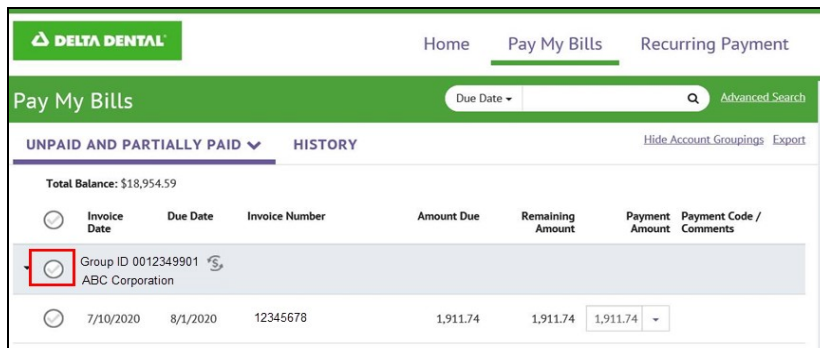 DELTA DENTAL
Home Pay My Bills Recurring Payment
Pay My Bills Due Date Advanced Search
UNPAID AND PARTIALLY PAID HISTORY Hide Account Groupings Export
Total Balance: $18,954.59
Invoice Date Due Date Invoice Number Amount Due Remaining Amount Payment Amount Payment Code / Comments
Group ID 0012349901
ABC Corporation
7/10/2020 8/1/2020 12345678 1,911.74 1,911.74 1,911.74